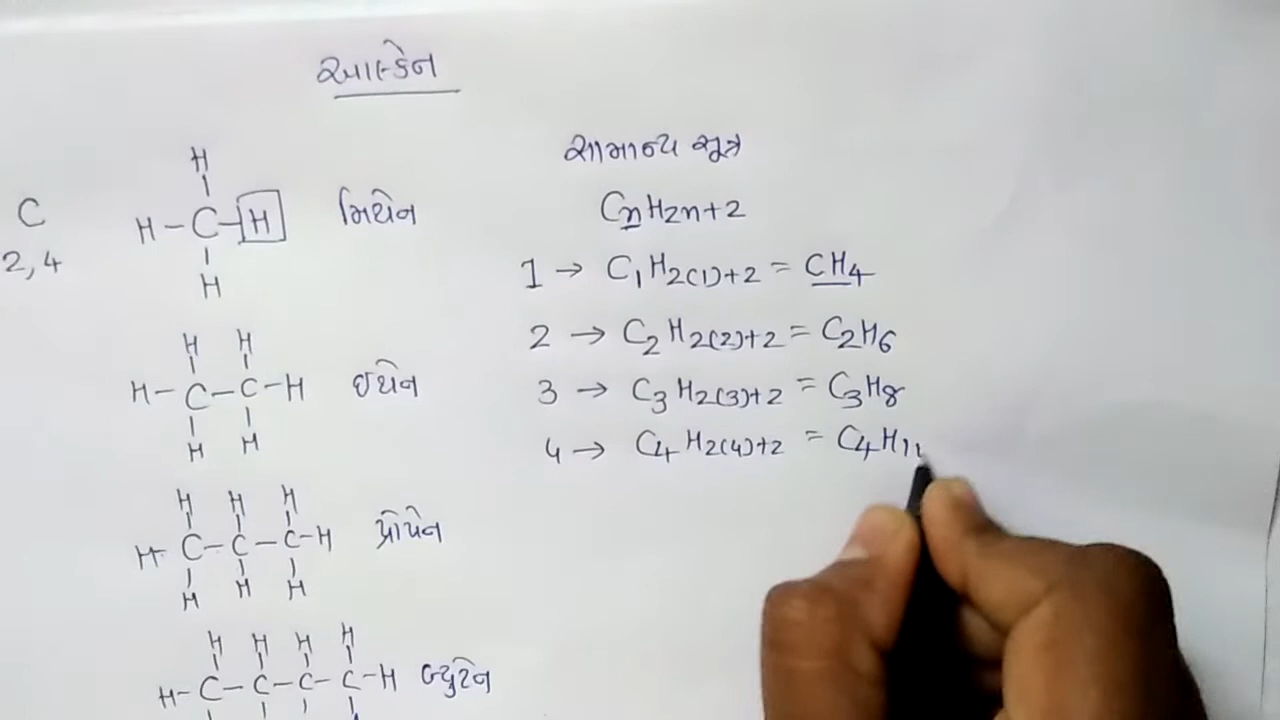 આલ્કેન
સામાન્ય સૂત્ર
CnH2n+2
1 → C1H2(1)+2 = CH4
2 → C2H2(2)+2 = C2H6
3 → C3H2(3)+2 = C3H8
4 → C4H2(4)+2 = C4H1
C
2,4
H
H-C-H
H
મિથેન
H H
H-C-C-H
H H
ઈથેન
H H H
H-C-C-C-H
H H H
પ્રોપેન
H H H H
H-C-C-C-C-H
બ્યુટેન